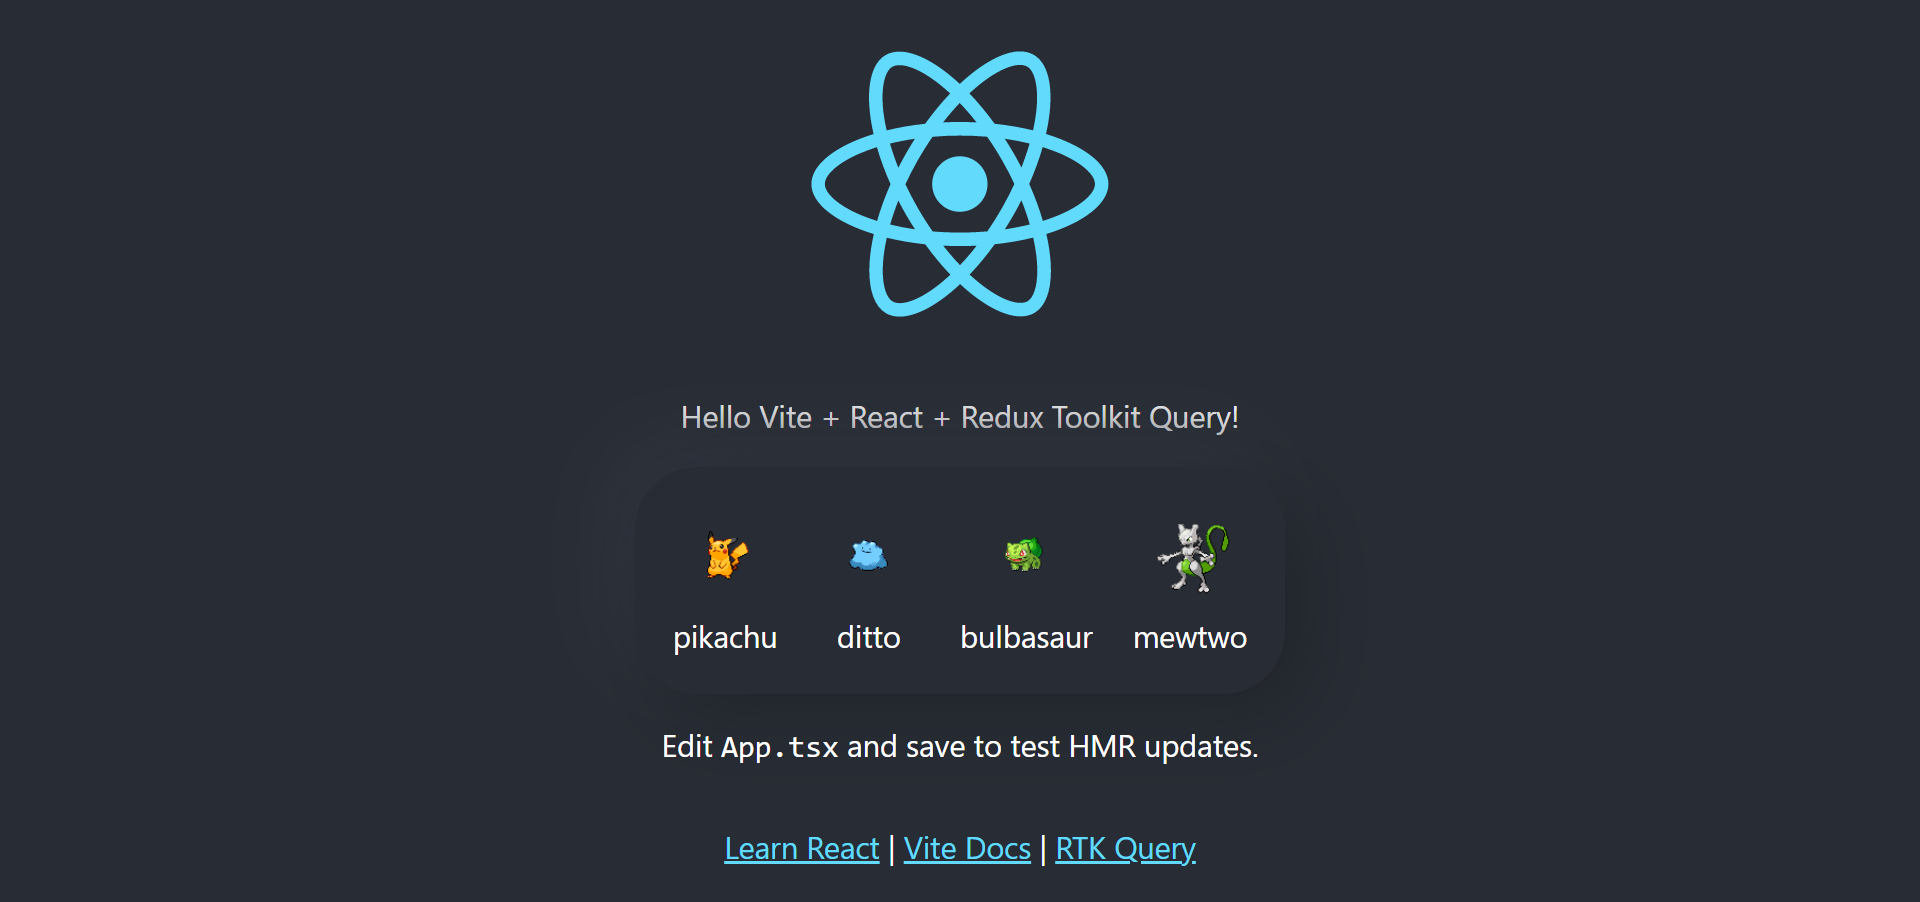 Hello Vite + React + Redux Toolkit Query!
pikachu ditto bulbasaur mewtwo
Edit App.tsx and save to test HMR updates.
Learn React | Vite Docs | RTK Query